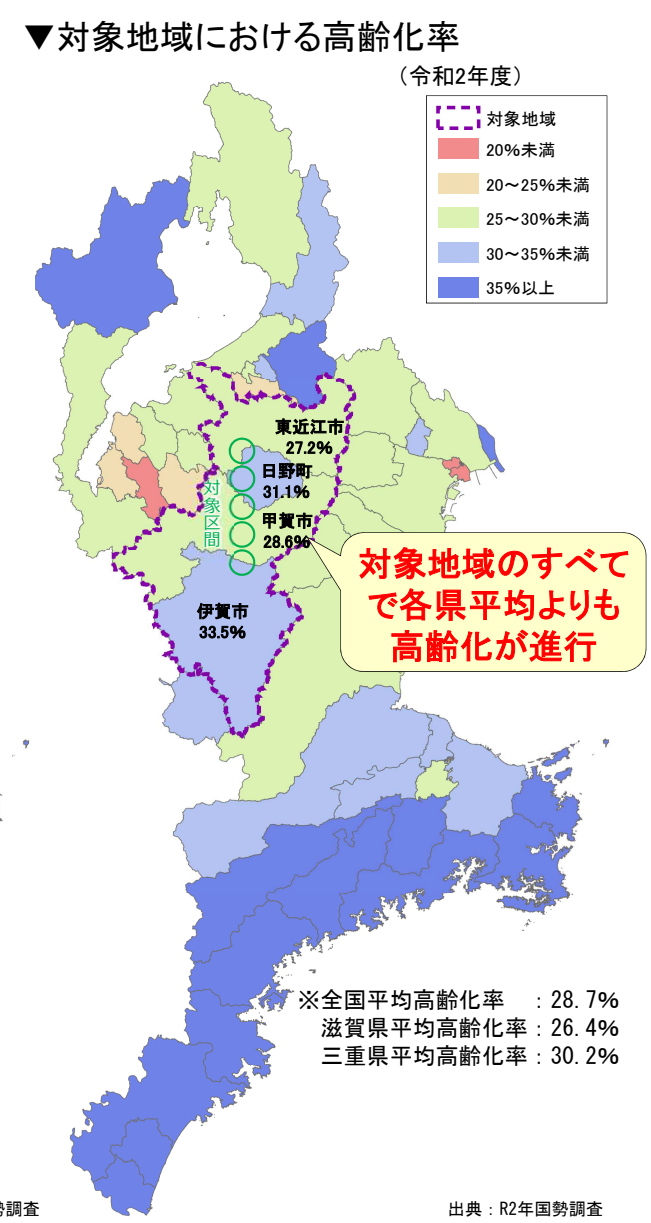 ▼対象地域における高齢化率
(令和2年度)
対象地域
20%未満
20~25%未満
25~30%未満
30~35%未満
35%以上
東近江市
27.2%
日野町
31.1%
対象区間
甲賀市
28.6%
対象地域のすべて
で各県平均よりも
高齢化が進行
伊賀市
33.5%
※全国平均高齢化率 :28.7%
滋賀県平均高齢化率:26.4%
三重県平均高齢化率:30.2%
勢調査
出典:R2年国勢調査